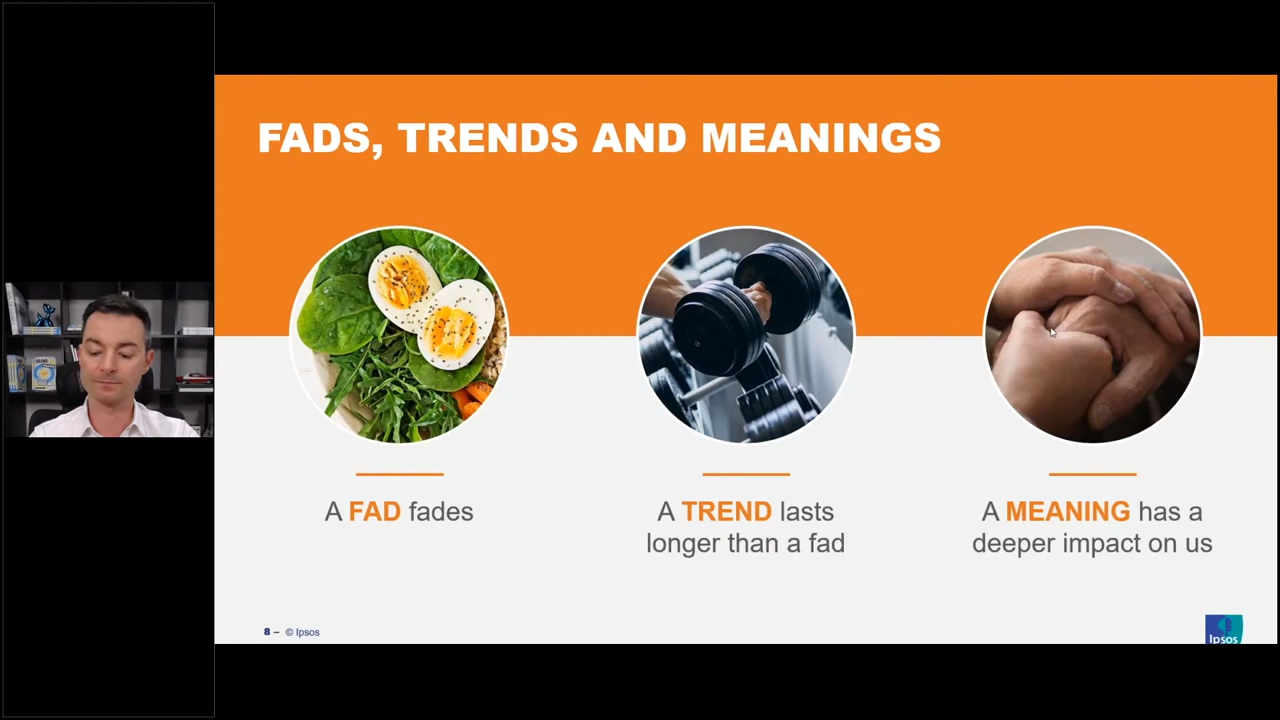 FADS, TRENDS AND MEANINGS
A FAD fades
A TREND lasts
longer than a fad
A MEANING has a
deeper impact on us
8 – © Ipsos
Ipsos